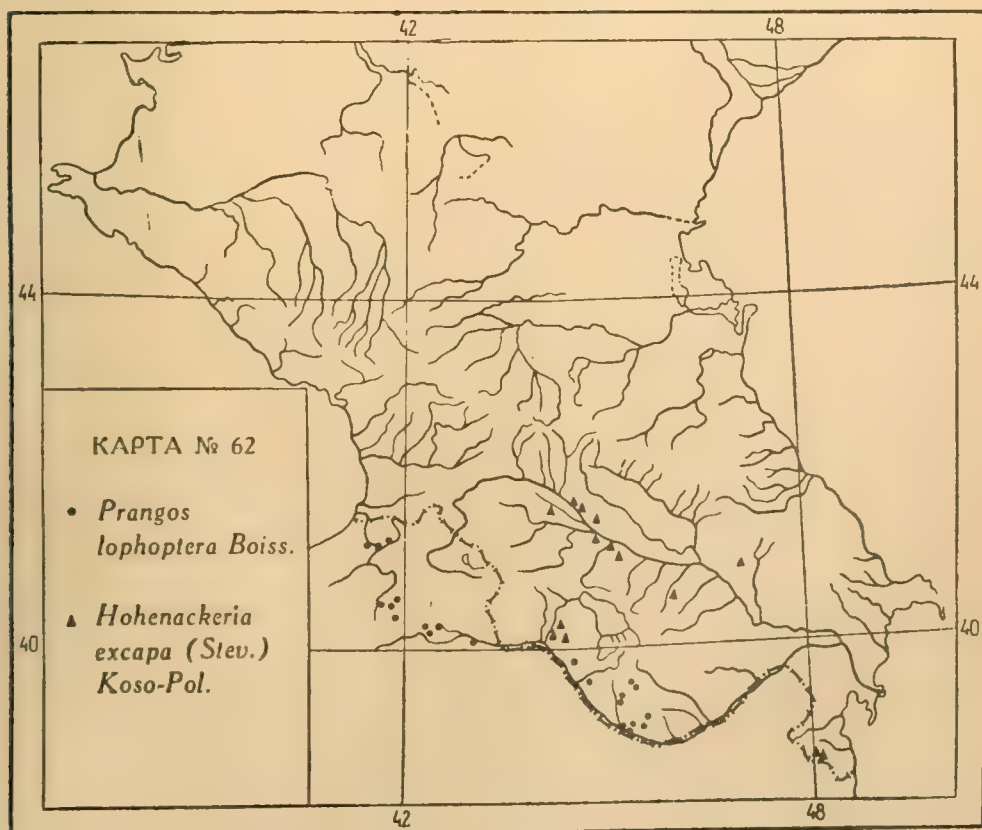 42 48
44 44
КАРТА № 62
Prangos
lophoptera Boiss.
Hohenackeria
excapa (Stev.)
Koso-Pol.
40 40
42 48